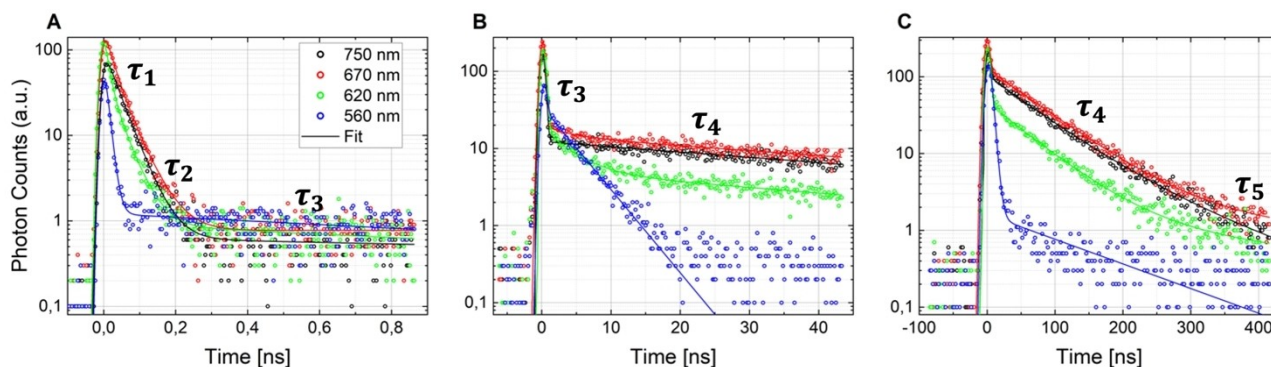 A
B
C
Photon Counts (a.u.)
100
10
1
0,1
0,0
0,2
0,4
0,6
0,8
Time [ns]
τ1
τ2
τ3
750 nm
670 nm
620 nm
560 nm
Fit
100
10
1
0,1
0
10
20
30
40
Time [ns]
τ3
τ4
100
10
1
0,1
-100
0
100
200
300
400
Time [ns]
τ4
τ5